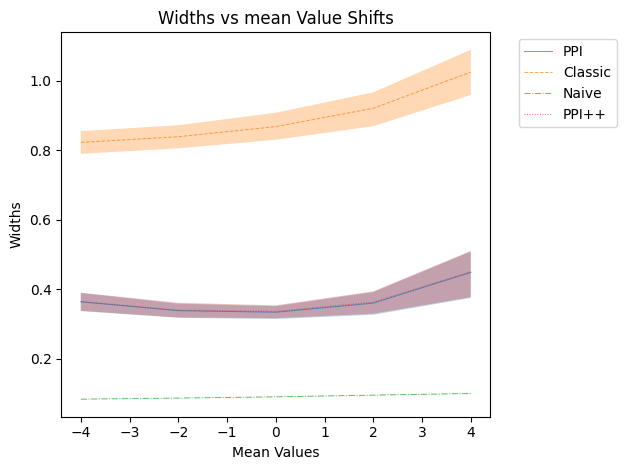 Widths vs mean Value Shifts
PPI
Classic
Naive
PPI++
1.0
0.8
0.6
0.4
0.2
Widths
−4 −3 −2 −1 0 1 2 3 4
Mean Values